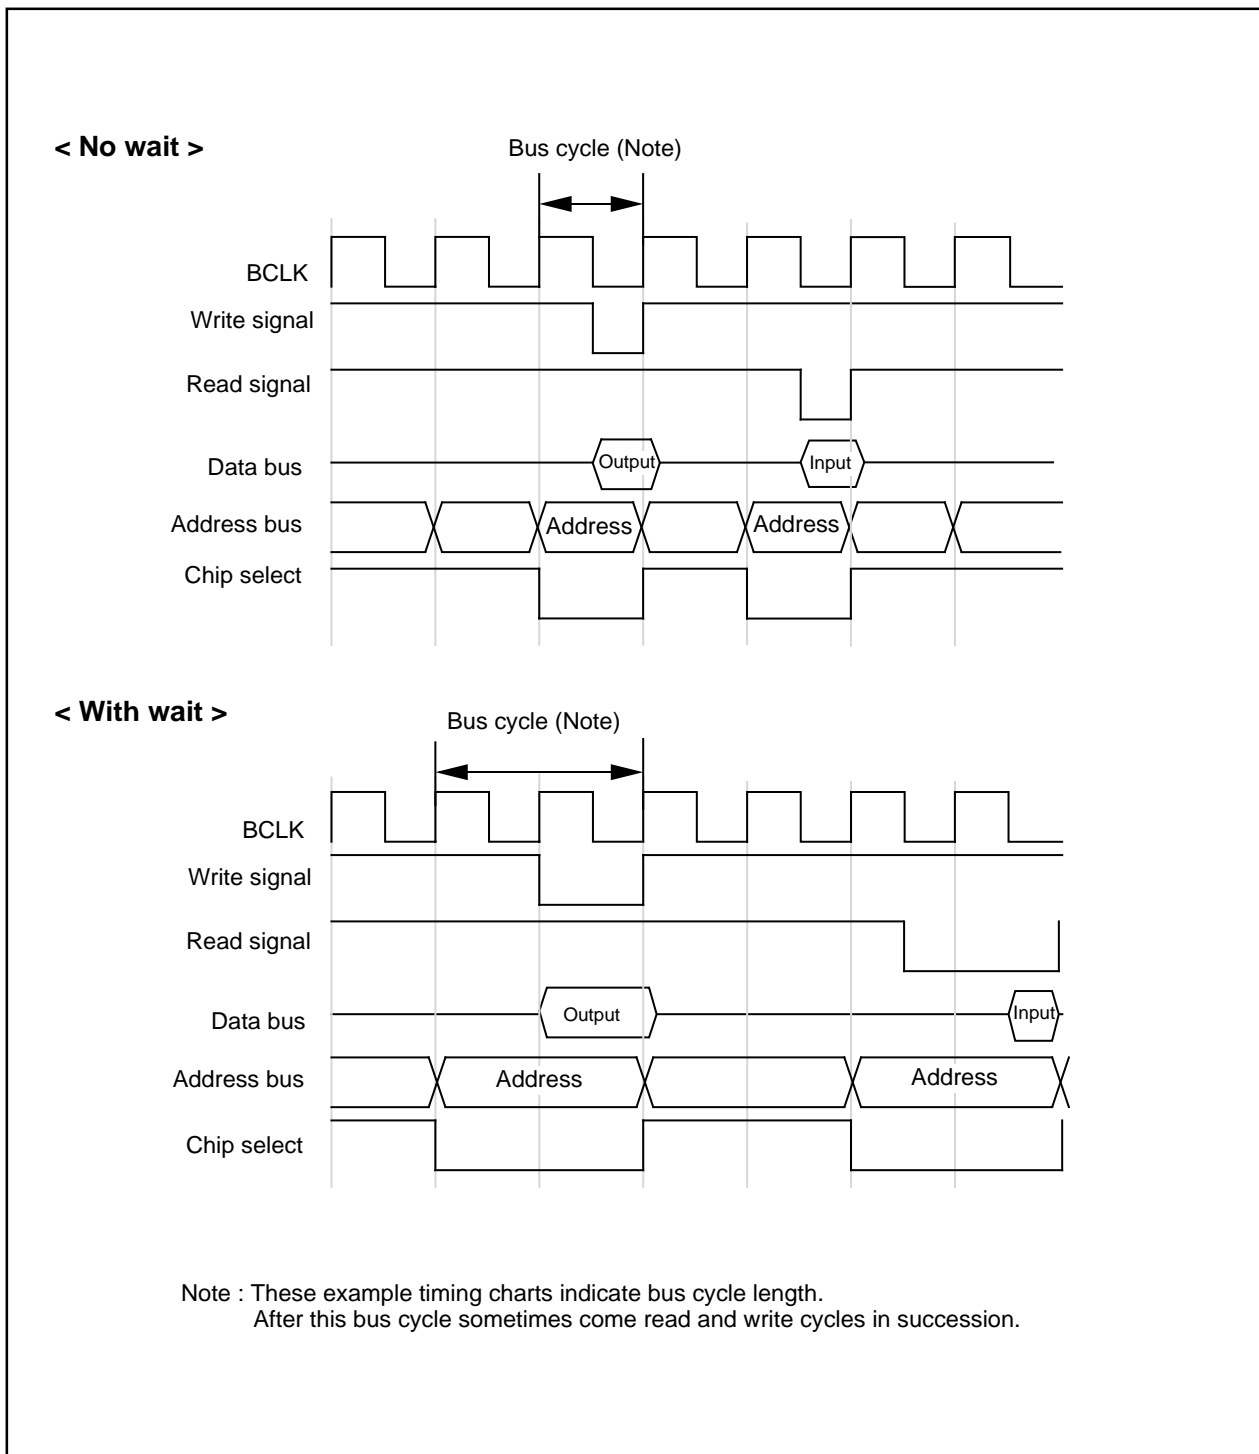 < No wait >
Bus cycle (Note)
BCLK
Write signal
Read signal
Data bus
Output
Input
Address bus
Address
Address
Chip select
< With wait >
Bus cycle (Note)
BCLK
Write signal
Read signal
Data bus
Output
Input
Address bus
Address
Address
Chip select
Note : These example timing charts indicate bus cycle length.
After this bus cycle sometimes come read and write cycles in succession.